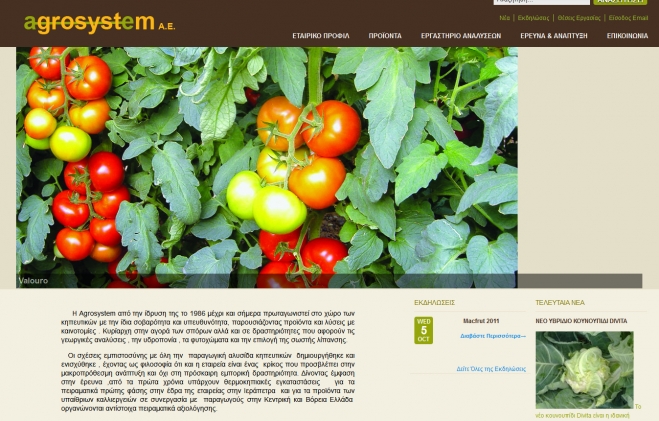 agrosystem A.E.
Νέα | Εκδηλώσεις | Θέσεις Εργασίας | Είσοδος Email
ΕΤΑΙΡΙΚΟ ΠΡΟΦΙΛ ΠΡΟΪΟΝΤΑ ΕΡΓΑΣΤΗΡΙΟ ΑΝΑΛΥΣΕΩΝ ΕΡΕΥΝΑ & ΑΝΑΠΤΥΞΗ ΕΠΙΚΟΙΝΩΝΙΑ
Valouro
Η Agrosystem από την ίδρυση της το 1986 μέχρι και σήμερα πρωταγωνιστεί στο χώρο των
κηπευτικών με την ίδια σοβαρότητα και υπευθυνότητα, παρουσιάζοντας προϊόντα και λύσεις με
καινοτομίες . Κυρίαρχη στην αγορά των σπόρων αλλά και σε δραστηριότητες που αφορούν τις
γεωργικές αναλύσεις , την υδροπονία , τα φυτοχώματα και την επιλογή της σωστής λίπανσης.
Οι σχέσεις εμπιστοσύνης με όλη την παραγωγική αλυσίδα κηπευτικών δημιουργήθηκε και
ενισχύθηκε , έχοντας ως φιλοσοφία ότι και η εταιρεία είναι ένας κρίκος που προσβλέπει στην
μακροπρόθεσμη ανάπτυξη και όχι στη πρόσκαιρη εμπορική δραστηριότητα. Δίνοντας έμφαση
στην έρευνα ,από τα πρώτα χρόνια υπάρχουν θερμοκηπιακές εγκαταστάσεις για τα
πειραματικά πρώτης φάσης στην έδρα της εταιρείας στην Ιεράπετρα και για τα προϊόντα των
υπαίθριων καλλιεργειών σε συνεργασία με παραγωγούς στην Κεντρική και Βόρεια Ελλάδα
οργανώνονται αντίστοιχα πειραματικά αξιολόγησης.
ΕΚΔΗΛΩΣΕΙΣ
WED
5
OCT
Macfrut 2011
Διαβάστε Περισσότερα
Δείτε Όλες της Εκδηλώσεις
ΤΕΛΕΥΤΑΙΑ ΝΕΑ
ΝΕΟ ΥΒΡΙΔΙΟ ΚΟΥΝΟΥΠΙΔΙ DIVITA
Το
νέο κουνουπίδι Divita είναι η ιδανική